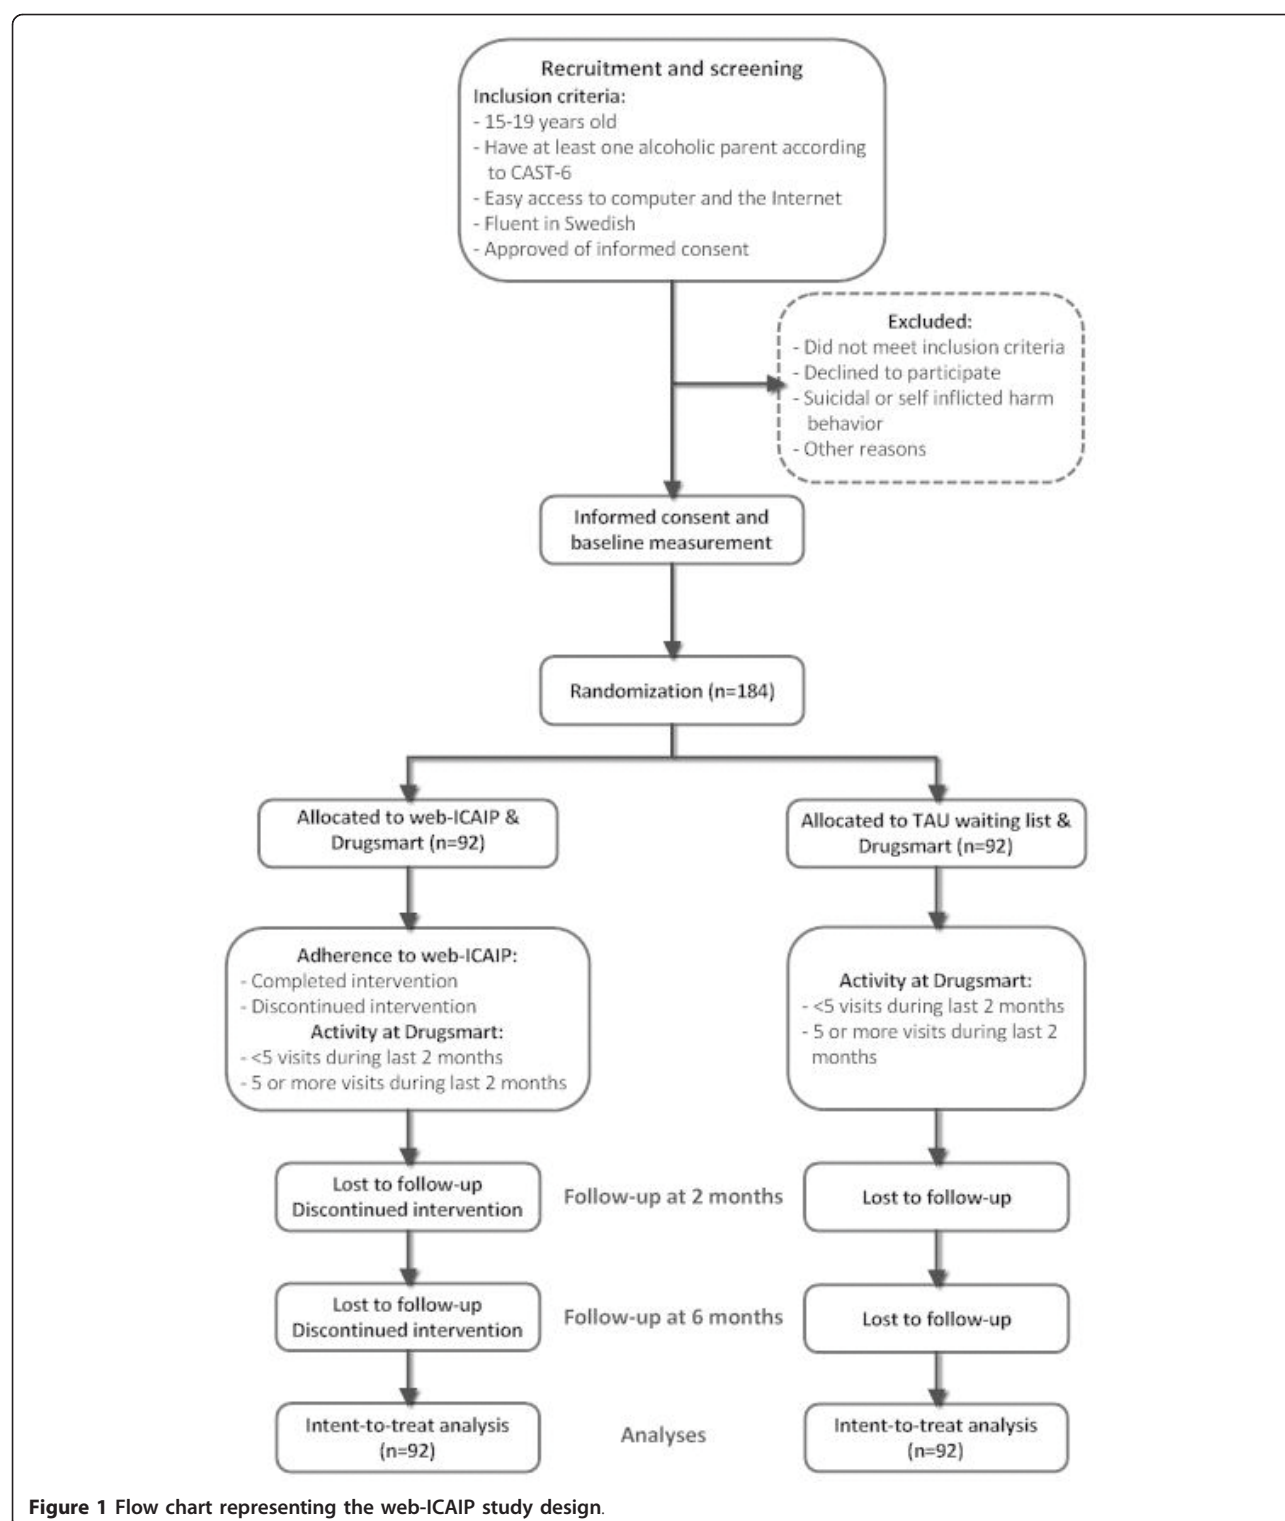 Recruitment and screening
Inclusion criteria:
- 15-19 years old
- Have at least one alcoholic parent according
to CAST-6
- Easy access to computer and the Internet
- Fluent in Swedish
- Approved of informed consent
Excluded:
- Did not meet inclusion criteria
- Declined to participate
- Suicidal or self inflicted harm
behavior
- Other reasons
Informed consent and
baseline measurement
Randomization (n=184)
Allocated to web-ICAIP &
Drugsmart (n=92)
Allocated to TAU waiting list &
Drugsmart (n=92)
Adherence to web-ICAIP:
- Completed intervention
- Discontinued intervention
Activity at Drugsmart:
- <5 visits during last 2 months
- 5 or more visits during last 2 months
Activity at Drugsmart:
- <5 visits during last 2 months
- 5 or more visits during last 2
months
Lost to follow-up
Discontinued intervention
Follow-up at 2 months
Lost to follow-up
Lost to follow-up
Discontinued intervention
Follow-up at 6 months
Lost to follow-up
Intent-to-treat analysis
(n=92)
Analyses
Intent-to-treat analysis
(n=92)
Figure 1 Flow chart representing the web-ICAIP study design.